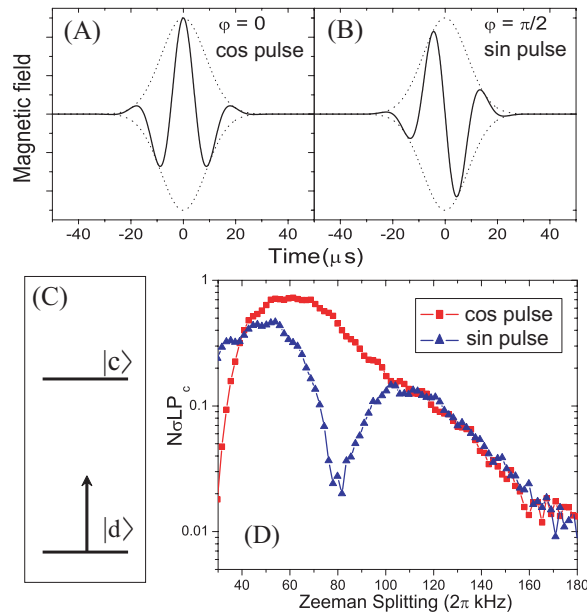 (A)
φ = 0
cos pulse
(B)
φ = π/2
sin pulse
Magnetic field
-40 -20 0 20 40
-40 -20 0 20 40
Time(μ s)
(C)
|c⟩
|d⟩
1
0.1
0.01
NσLP c
cos pulse
sin pulse
(D)
40 60 80 100 120 140 160 180
Zeeman Splitting (2π kHz)